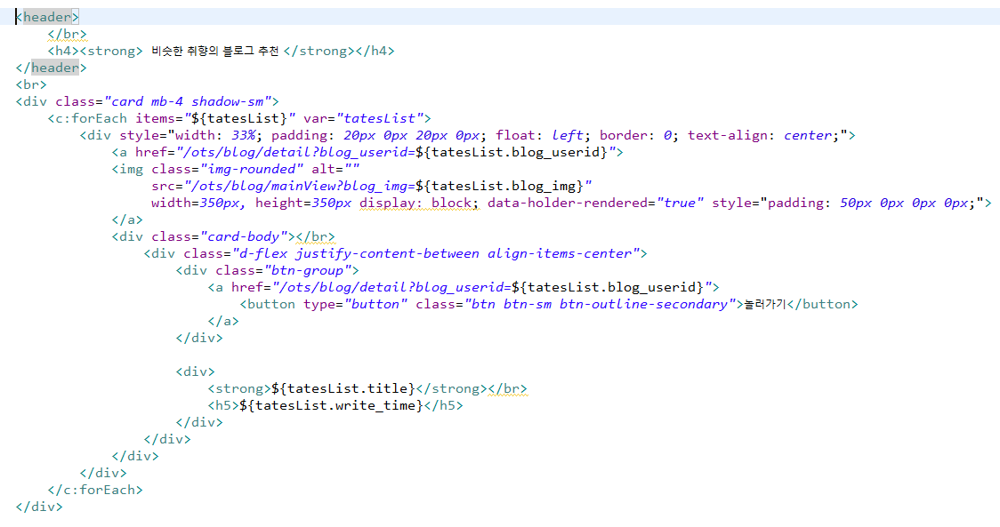 <header>
    </br>
    <h4><strong> 비슷한 취향의 블로그 추천 </strong></h4>
</header>
<br>
<div class="card mb-4 shadow-sm">
    <c:forEach items="${tatesList}" var="tatesList">
        <div style="width: 33%; padding: 20px 0px 20px 0px; float: left; border: 0; text-align: center;">
            <a href="/ots/blog/detail?blog_userid=${tatesList.blog_userid}">
            <img class="img-rounded" alt=""
                 src="/ots/blog/mainView?blog_img=${tatesList.blog_img}"
                 width=350px, height=350px display: block; data-holder-rendered="true" style="padding: 50px 0px 0px 0px;">
            </a>
            <div class="card-body"></br>
                <div class="d-flex justify-content-between align-items-center">
                    <div class="btn-group">
                        <a href="/ots/blog/detail?blog_userid=${tatesList.blog_userid}">
                            <button type="button" class="btn btn-sm btn-outline-secondary">놀러가기</button>
                        </a>
                    </div>

                    <div>
                        <strong>${tatesList.title}</strong></br>
                        <h5>${tatesList.write_time}</h5>
                    </div>
                </div>
            </div>
        </div>
    </c:forEach>
</div>